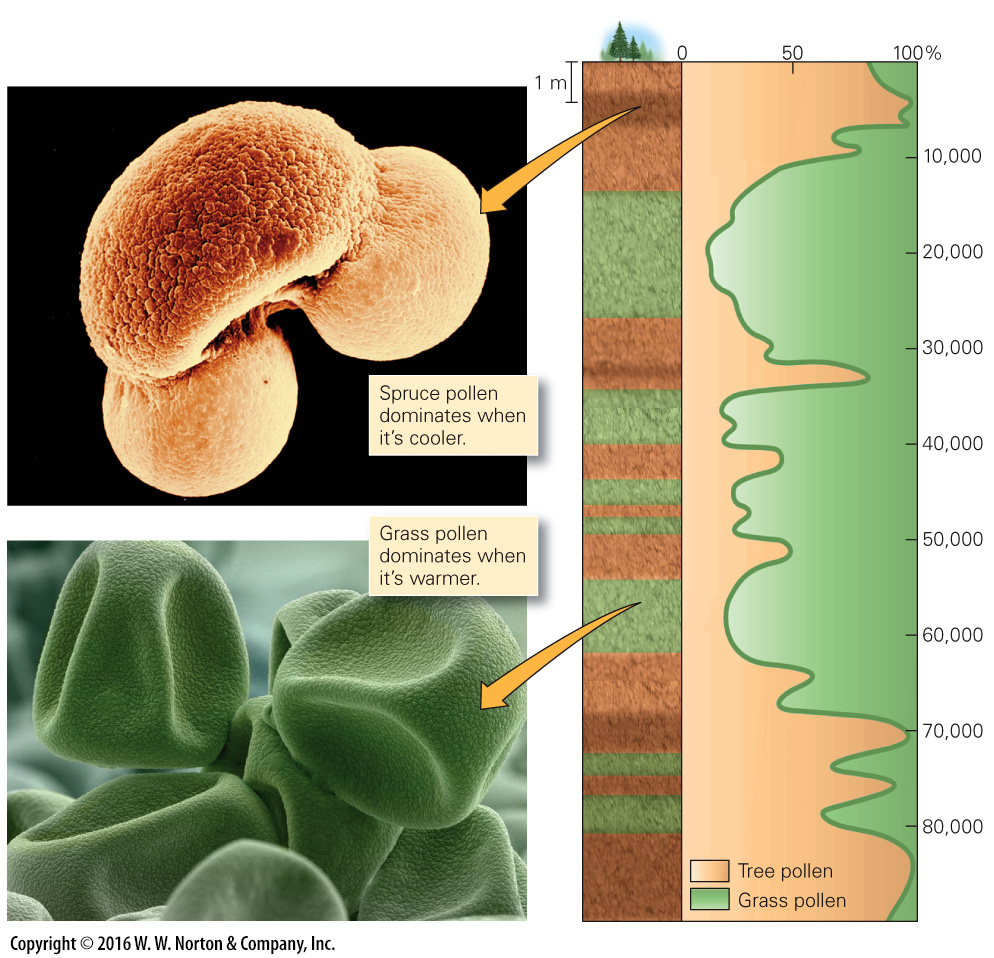 0 50 100%
1 m
10,000
20,000
30,000
Spruce pollen
dominates when
it's cooler.
40,000
Grass pollen
dominates when
it's warmer.
50,000
60,000
70,000
80,000
Tree pollen
Grass pollen
Copyright © 2016 W. W. Norton & Company, Inc.